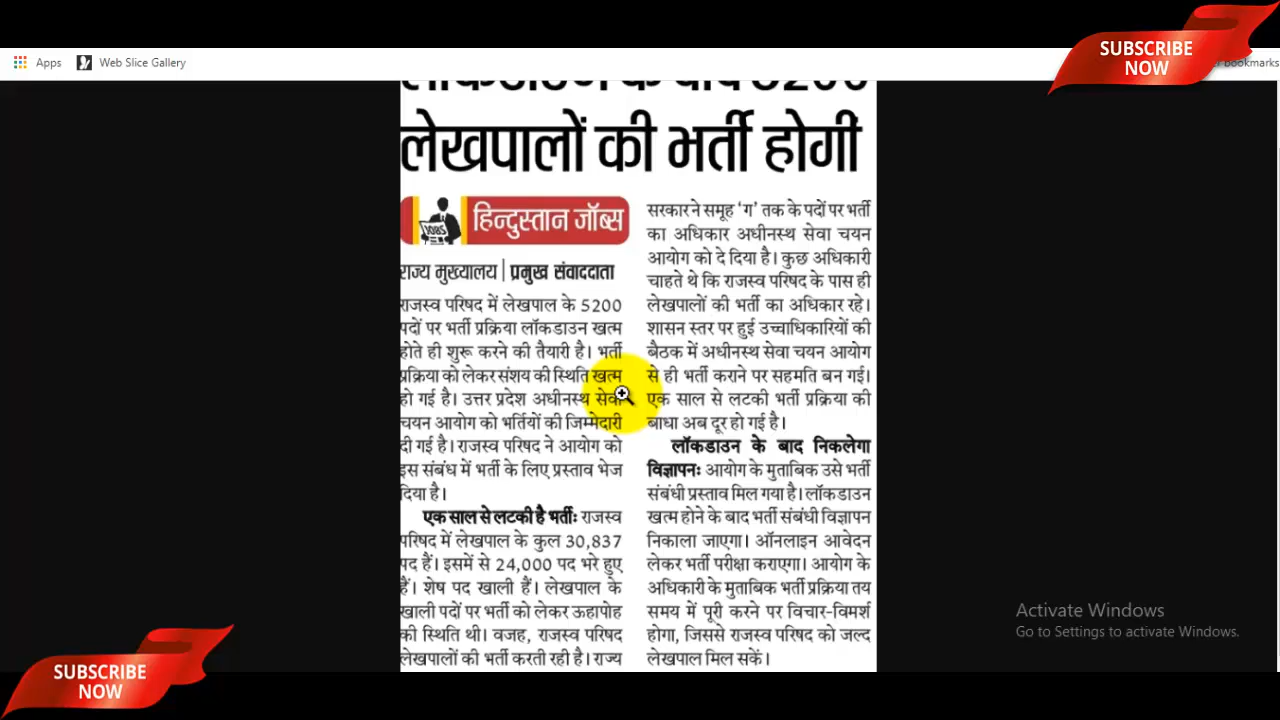 SUBSCRIBE
NOW
Apps
Web Slice Gallery
bookmarks
लॉकडाउन के बाद 5200
लेखपालों की भर्ती होगी
JOBS
हिन्दुस्तान जॉब्स
राज्य मुख्यालय | प्रमुख संवाददाता
राजस्व परिषद में लेखपाल के 5200
पदों पर भर्ती प्रक्रिया लॉकडाउन खत्म
होते ही शुरू करने की तैयारी है। भर्ती
प्रक्रिया को लेकर संशय की स्थिति खत्म
हो गई है। उत्तर प्रदेश अधीनस्थ सेवा
चयन आयोग को भर्तियों की जिम्मेदारी
दी गई है। राजस्व परिषद ने आयोग को
इस संबंध में भर्ती के लिए प्रस्ताव भेज
दिया है।
एक साल से लटकी है भर्ती: राजस्व
परिषद में लेखपाल के कुल 30,837
पद हैं। इसमें से 24,000 पद भरे हुए
हैं। शेष पद खाली हैं। लेखपाल के
खाली पदों पर भर्ती को लेकर ऊहापोह
की स्थिति थी। वजह, राजस्व परिषद
लेखपालों की भर्ती करती रही है। राज्य
सरकार ने समूह ‘ग’ तक के पदों पर भर्ती
का अधिकार अधीनस्थ सेवा चयन
आयोग को दे दिया है। कुछ अधिकारी
चाहते थे कि राजस्व परिषद के पास ही
लेखपालों की भर्ती का अधिकार रहे।
शासन स्तर पर हुई उच्चाधिकारियों की
बैठक में अधीनस्थ सेवा चयन आयोग
से ही भर्ती कराने पर सहमति बन गई।
एक साल से लटकी भर्ती प्रक्रिया की
बाधा अब दूर हो गई है।
लॉकडाउन के बाद निकलेगा
विज्ञापन: आयोग के मुताबिक उसे भर्ती
संबंधी प्रस्ताव मिल गया है। लॉकडाउन
खत्म होने के बाद भर्ती संबंधी विज्ञापन
निकाला जाएगा। ऑनलाइन आवेदन
लेकर भर्ती परीक्षा कराएगा। आयोग के
अधिकारी के मुताबिक भर्ती प्रक्रिया तय
समय में पूरी करने पर विचार-विमर्श
होगा, जिससे राजस्व परिषद को जल्द
लेखपाल मिल सकें।
Activate Windows
Go to Settings to activate Windows.
SUBSCRIBE
NOW